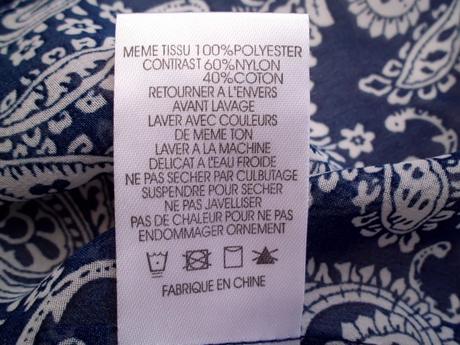 MEME TISSU 100%POLYESTER
CONTRAST 60%NYLON
40%COTON
RETOURNER A L'ENVERS
AVANT LAVAGE
LAVER AVEC COULEURS
DE MEME TON
LAVER A LA MACHINE
DELICAT A L'EAU FROIDE
NE PAS SECHER PAR CULBUTAGE
SUSPENDRE POUR SECHER
NE PAS JAVELLISER
PAS DE CHALEUR POUR NE PAS
ENDOMMAGER ORNEMENT
FABRIQUE EN CHINE